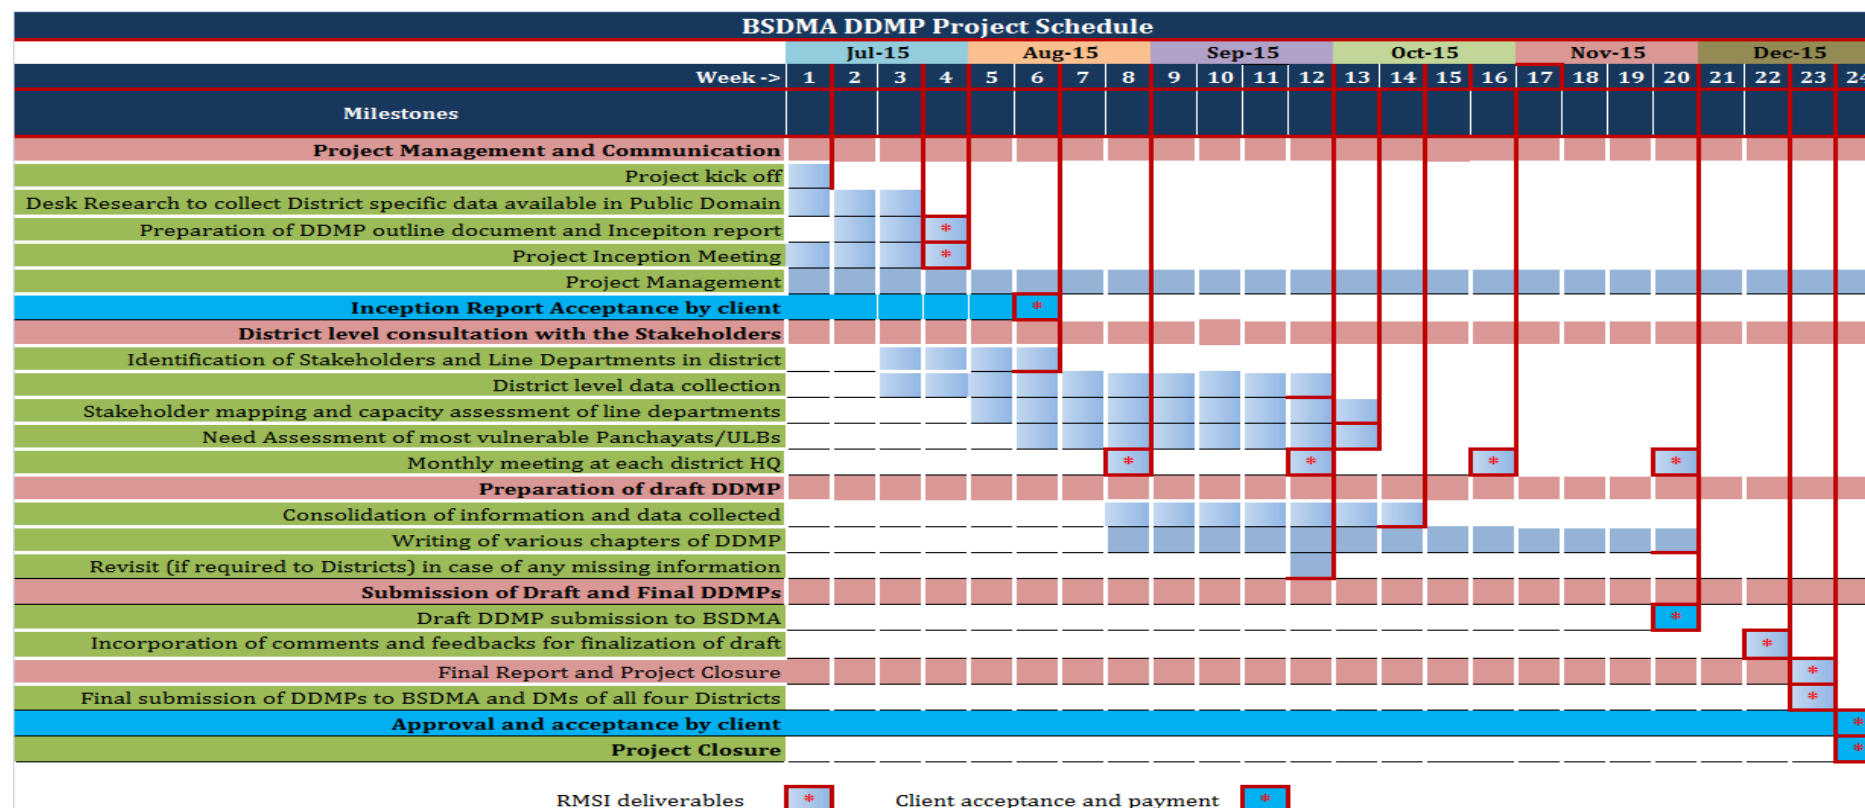 BSDMA DDMP Project Schedule
Jul-15 Aug-15 Sep-15 Oct-15 Nov-15 Dec-15
Week -> 1 2 3 4 5 6 7 8 9 10 11 12 13 14 15 16 17 18 19 20 21 22 23 24
Milestones
Project Management and Communication
Project kick off
Desk Research to collect District specific data available in Public Domain
Preparation of DDMP outline document and Incepiton report *
Project Inception Meeting *
Project Management
Inception Report Acceptance by client *
District level consultation with the Stakeholders
Identification of Stakeholders and Line Departments in district
District level data collection
Stakeholder mapping and capacity assessment of line departments
Need Assessment of most vulnerable Panchayats/ULBs
Monthly meeting at each district HQ * * * *
Preparation of draft DDMP
Consolidation of information and data collected
Writing of various chapters of DDMP
Revisit (if required to Districts) in case of any missing information
Submission of Draft and Final DDMPs
Draft DDMP submission to BSDMA *
Incorporation of comments and feedbacks for finalization of draft *
Final Report and Project Closure *
Final submission of DDMPs to BSDMA and DMs of all four Districts *
Approval and acceptance by client *
Project Closure *
RMSI deliverables * Client acceptance and payment *